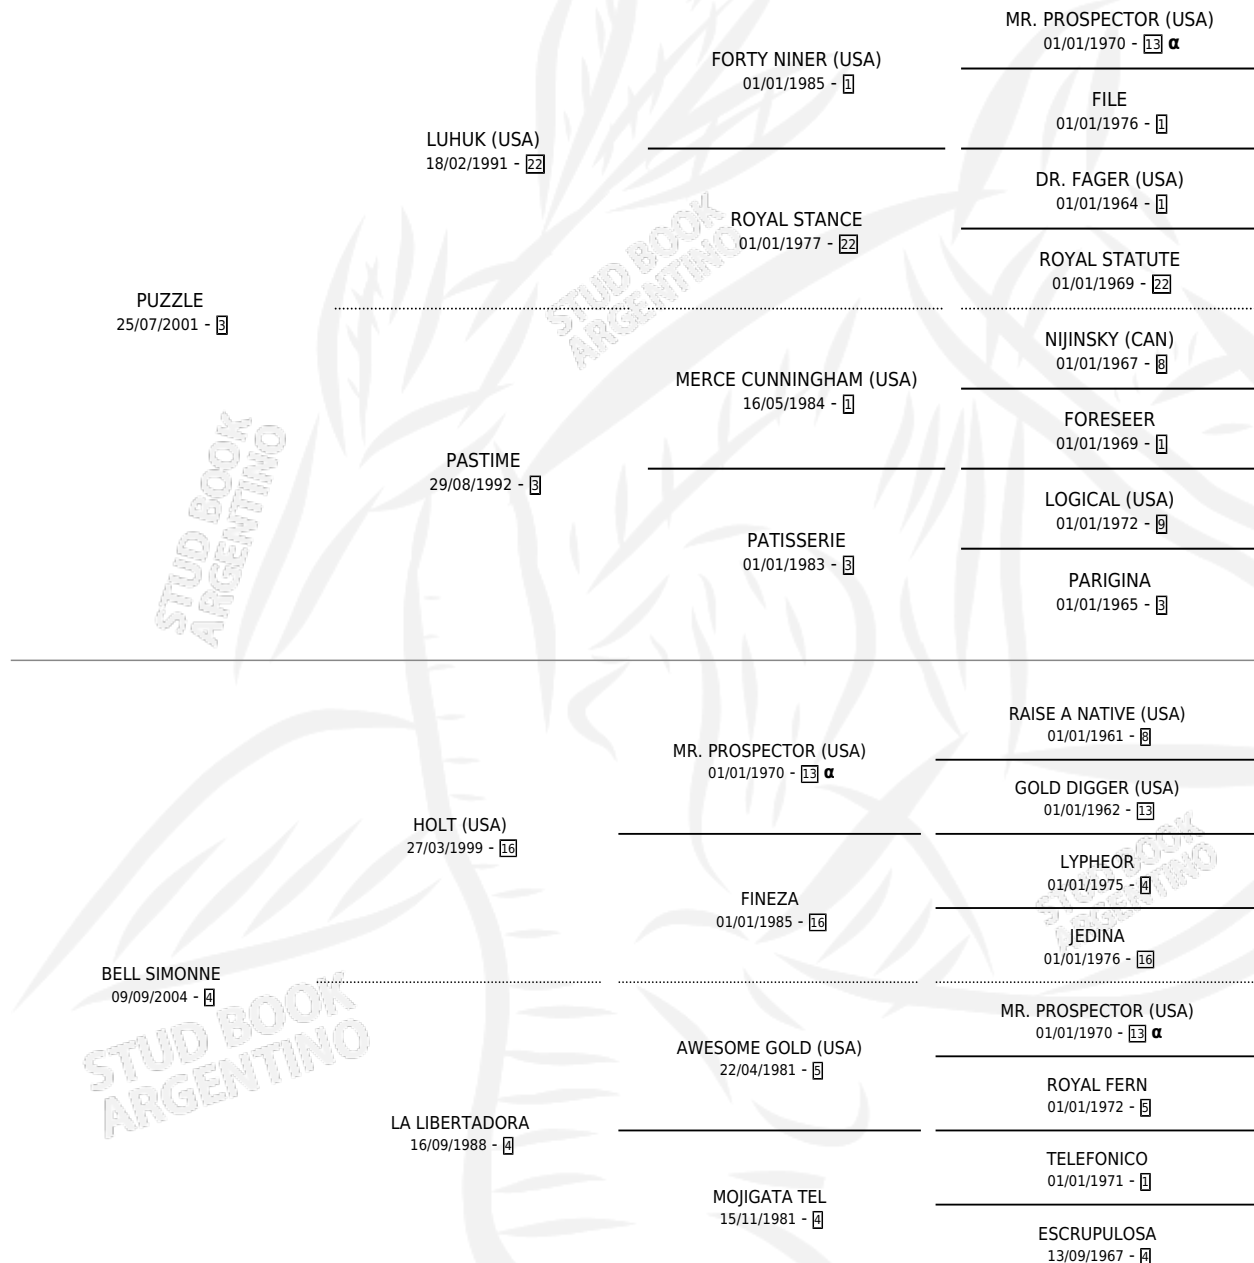 MR. PROSPECTOR (USA)
01/01/1970 - 13 α
FORTY NINER (USA)
01/01/1985 - 1
FILE
01/01/1976 - 1
LUHUK (USA)
18/02/1991 - 22
DR. FAGER (USA)
01/01/1964 - 1
ROYAL STANCE
01/01/1977 - 22
ROYAL STATUTE
01/01/1969 - 22
PUZZLE
25/07/2001 - 3
NIJINSKY (CAN)
01/01/1967 - 8
MERCE CUNNINGHAM (USA)
16/05/1984 - 1
FORESEER
01/01/1969 - 1
PASTIME
29/08/1992 - 3
LOGICAL (USA)
01/01/1972 - 9
PATISSERIE
01/01/1983 - 3
PARIGINA
01/01/1965 - 3
STUD BOOK
ARGENTINO
STUD BOOK
ARGENTINO
RAISE A NATIVE (USA)
01/01/1961 - 8
MR. PROSPECTOR (USA)
01/01/1970 - 13 α
GOLD DIGGER (USA)
01/01/1962 - 13
HOLT (USA)
27/03/1999 - 16
LYPHEOR
01/01/1975 - 4
FINEZA
01/01/1985 - 16
JEDINA
01/01/1976 - 16
STUD BOOK
ARGENTINO
BELL SIMONNE
09/09/2004 - 4
MR. PROSPECTOR (USA)
01/01/1970 - 13 α
AWESOME GOLD (USA)
22/04/1981 - 5
ROYAL FERN
01/01/1972 - 5
LA LIBERTADORA
16/09/1988 - 4
TELEFONICO
01/01/1971 - 1
MOJIGATA TEL
15/11/1981 - 4
ESCRUPULOSA
13/09/1967 - 4
STUD BOOK
ARGENTINO